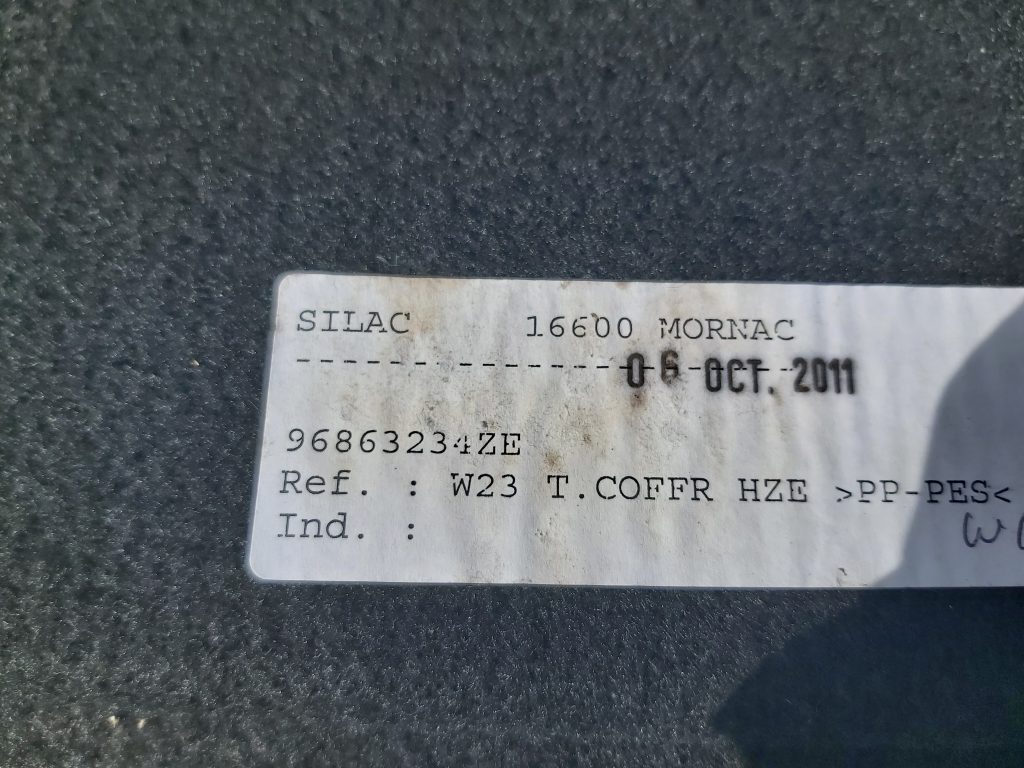 SILAC 16600 MORNAC
---------------------
06 OCT. 2011
96863234ZE
Ref. : W23 T.COFFR HZE >PP-PES<
Ind. :